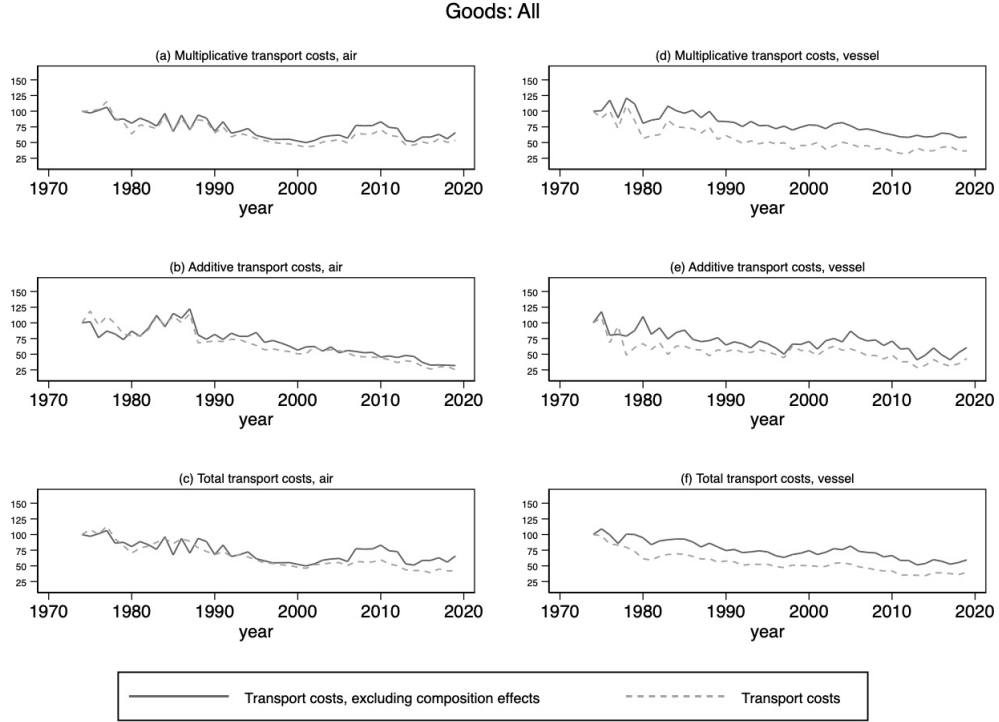 Goods: All
(a) Multiplicative transport costs, air
150
125
100
75
50
25
1970 1980 1990 2000 2010 2020
year
(d) Multiplicative transport costs, vessel
150
125
100
75
50
25
1970 1980 1990 2000 2010 2020
year
(b) Additive transport costs, air
150
125
100
75
50
25
1970 1980 1990 2000 2010 2020
year
(e) Additive transport costs, vessel
150
125
100
75
50
25
1970 1980 1990 2000 2010 2020
year
(c) Total transport costs, air
150
125
100
75
50
25
1970 1980 1990 2000 2010 2020
year
(f) Total transport costs, vessel
150
125
100
75
50
25
1970 1980 1990 2000 2010 2020
year
Transport costs, excluding composition effects
Transport costs